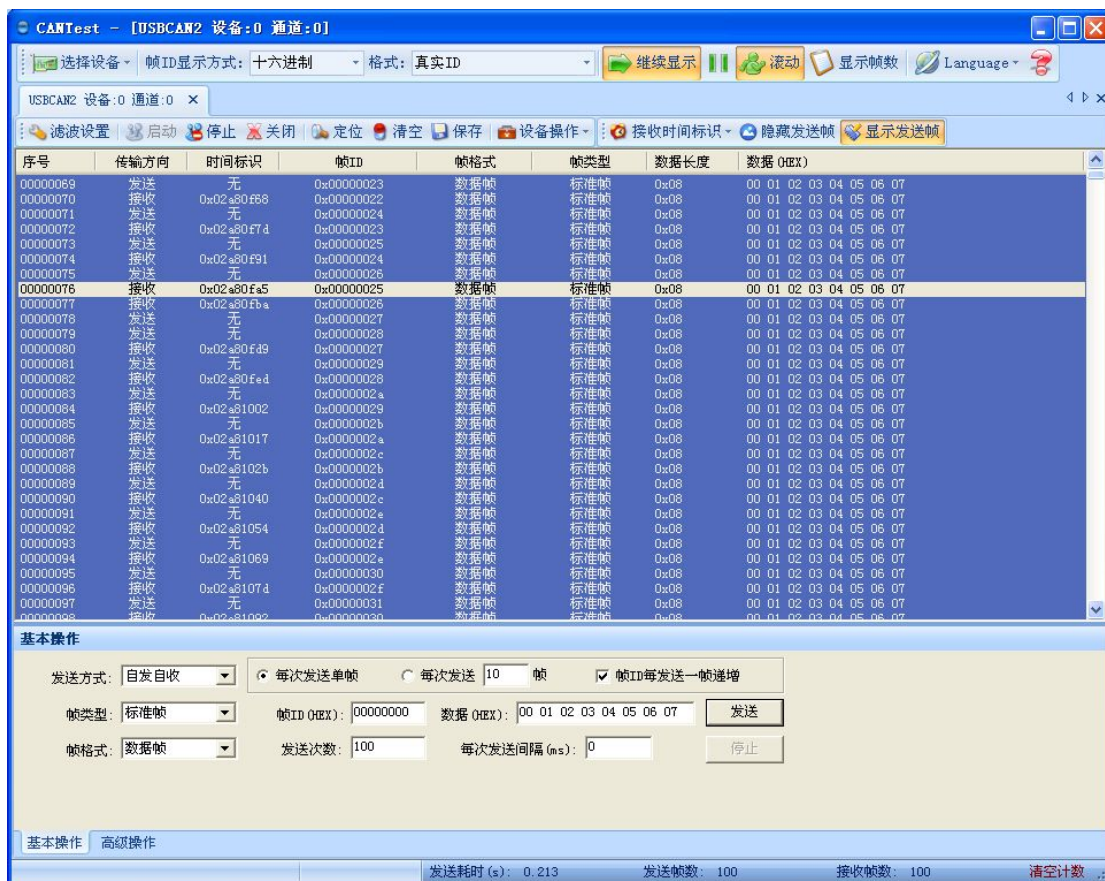 CANTest - [USBCAN2 设备:0 通道:0]
选择设备 帧ID显示方式: 十六进制 格式: 真实ID 继续显示 滚动 显示帧数 Language
USBCAN2 设备:0 通道:0
滤波设置 启动 停止 关闭 定位 清空 保存 设备操作 接收时间标识 隐藏发送帧 显示发送帧
序号 传输方向 时间标识 帧ID 帧格式 帧类型 数据长度 数据(HEX)
00000069 发送 无 0x00000023 数据帧 标准帧 0x08 00 01 02 03 04 05 06 07
00000070 接收 0x02a80f68 0x00000022 数据帧 标准帧 0x08 00 01 02 03 04 05 06 07
00000071 发送 无 0x00000024 数据帧 标准帧 0x08 00 01 02 03 04 05 06 07
00000072 接收 0x02a80f7d 0x00000023 数据帧 标准帧 0x08 00 01 02 03 04 05 06 07
00000073 发送 无 0x00000025 数据帧 标准帧 0x08 00 01 02 03 04 05 06 07
00000074 接收 0x02a80f91 0x00000024 数据帧 标准帧 0x08 00 01 02 03 04 05 06 07
00000075 发送 无 0x00000026 数据帧 标准帧 0x08 00 01 02 03 04 05 06 07
00000076 接收 0x02a80fa5 0x00000025 数据帧 标准帧 0x08 00 01 02 03 04 05 06 07
00000077 接收 0x02a80fba 0x00000026 数据帧 标准帧 0x08 00 01 02 03 04 05 06 07
00000078 发送 无 0x00000027 数据帧 标准帧 0x08 00 01 02 03 04 05 06 07
00000079 发送 无 0x00000028 数据帧 标准帧 0x08 00 01 02 03 04 05 06 07
00000080 接收 0x02a80fd9 0x00000027 数据帧 标准帧 0x08 00 01 02 03 04 05 06 07
00000081 发送 无 0x00000029 数据帧 标准帧 0x08 00 01 02 03 04 05 06 07
00000082 接收 0x02a80fed 0x00000028 数据帧 标准帧 0x08 00 01 02 03 04 05 06 07
00000083 发送 无 0x0000002a 数据帧 标准帧 0x08 00 01 02 03 04 05 06 07
00000084 接收 0x02a81002 0x00000029 数据帧 标准帧 0x08 00 01 02 03 04 05 06 07
00000085 发送 无 0x0000002b 数据帧 标准帧 0x08 00 01 02 03 04 05 06 07
00000086 接收 0x02a81017 0x0000002a 数据帧 标准帧 0x08 00 01 02 03 04 05 06 07
00000087 发送 无 0x0000002c 数据帧 标准帧 0x08 00 01 02 03 04 05 06 07
00000088 接收 0x02a8102b 0x0000002b 数据帧 标准帧 0x08 00 01 02 03 04 05 06 07
00000089 发送 无 0x0000002d 数据帧 标准帧 0x08 00 01 02 03 04 05 06 07
00000090 接收 0x02a81040 0x0000002c 数据帧 标准帧 0x08 00 01 02 03 04 05 06 07
00000091 发送 无 0x0000002e 数据帧 标准帧 0x08 00 01 02 03 04 05 06 07
00000092 接收 0x02a81054 0x0000002d 数据帧 标准帧 0x08 00 01 02 03 04 05 06 07
00000093 发送 无 0x0000002f 数据帧 标准帧 0x08 00 01 02 03 04 05 06 07
00000094 接收 0x02a81069 0x0000002e 数据帧 标准帧 0x08 00 01 02 03 04 05 06 07
00000095 发送 无 0x00000030 数据帧 标准帧 0x08 00 01 02 03 04 05 06 07
00000096 接收 0x02a8107d 0x0000002f 数据帧 标准帧 0x08 00 01 02 03 04 05 06 07
00000097 发送 无 0x00000031 数据帧 标准帧 0x08 00 01 02 03 04 05 06 07
00000098 接收 0x02a81092 0x00000030 数据帧 标准帧 0x08 00 01 02 03 04 05 06 07
基本操作
发送方式: 自发自收 每次发送单帧 每次发送 10 帧 帧ID每发送一帧递增
帧类型: 标准帧 帧ID(HEX): 00000000 数据(HEX): 00 01 02 03 04 05 06 07 发送
帧格式: 数据帧 发送次数: 100 每次发送间隔(ms): 0 停止
基本操作 高级操作
发送耗时(s): 0.213 发送帧数: 100 接收帧数: 100 清空计数